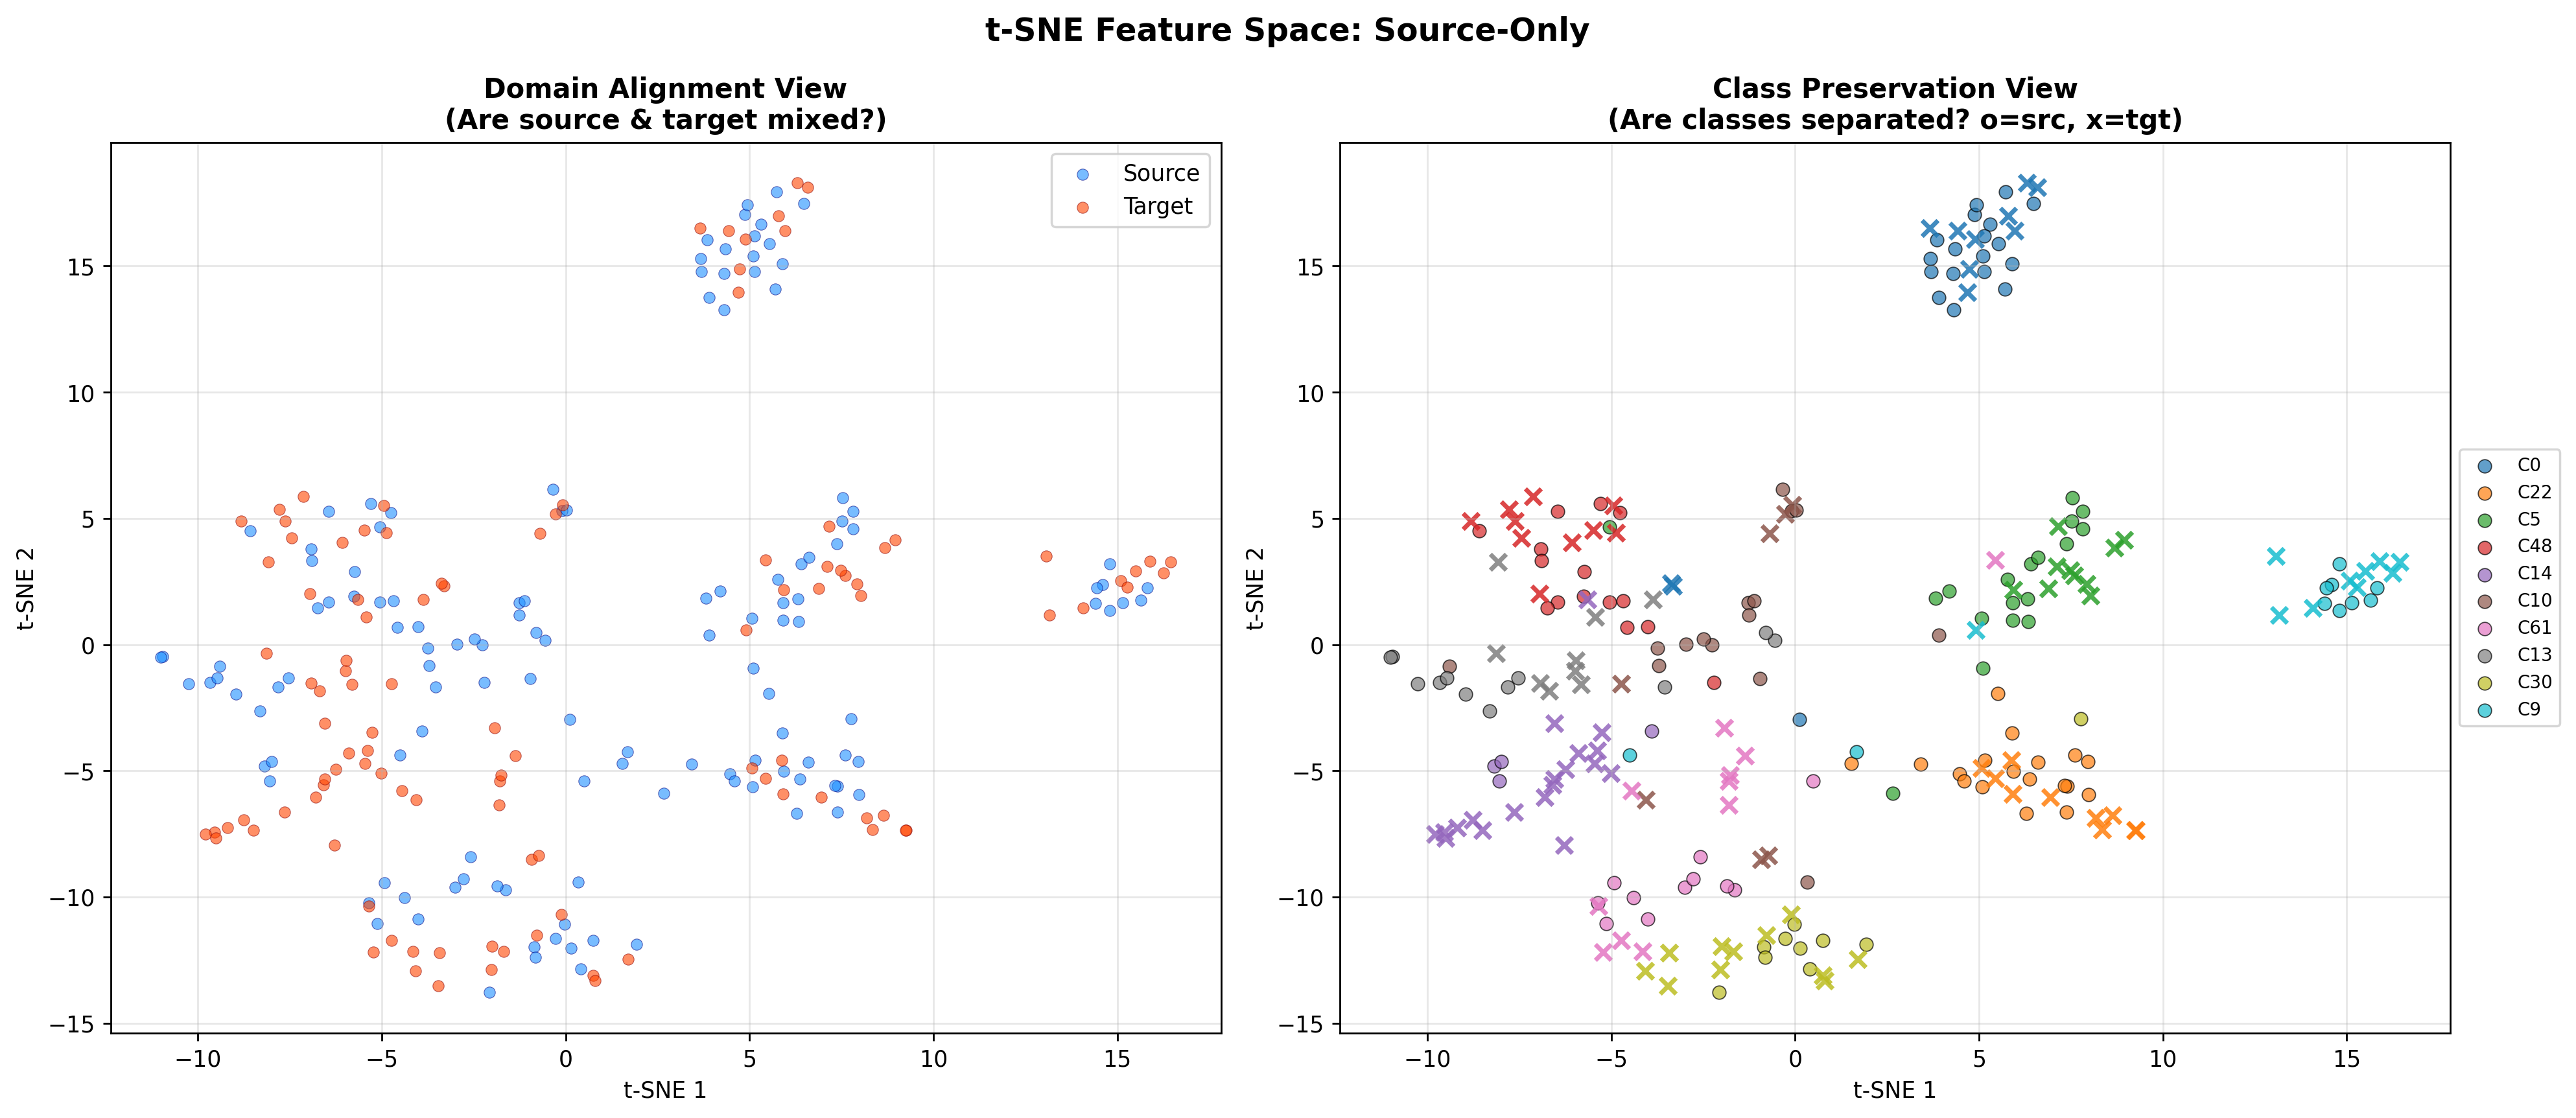 t-SNE Feature Space: Source-Only
Domain Alignment View
(Are source & target mixed?)
Source
Target
15
10
5
0
−5
−10
−15
−10
−5
0
5
10
15
t-SNE 1
t-SNE 2
Class Preservation View
(Are classes separated? o=src, x=tgt)
15
10
5
0
−5
−10
−15
−10
−5
0
5
10
15
t-SNE 1
t-SNE 2
C0
C22
C5
C48
C14
C10
C61
C13
C30
C9